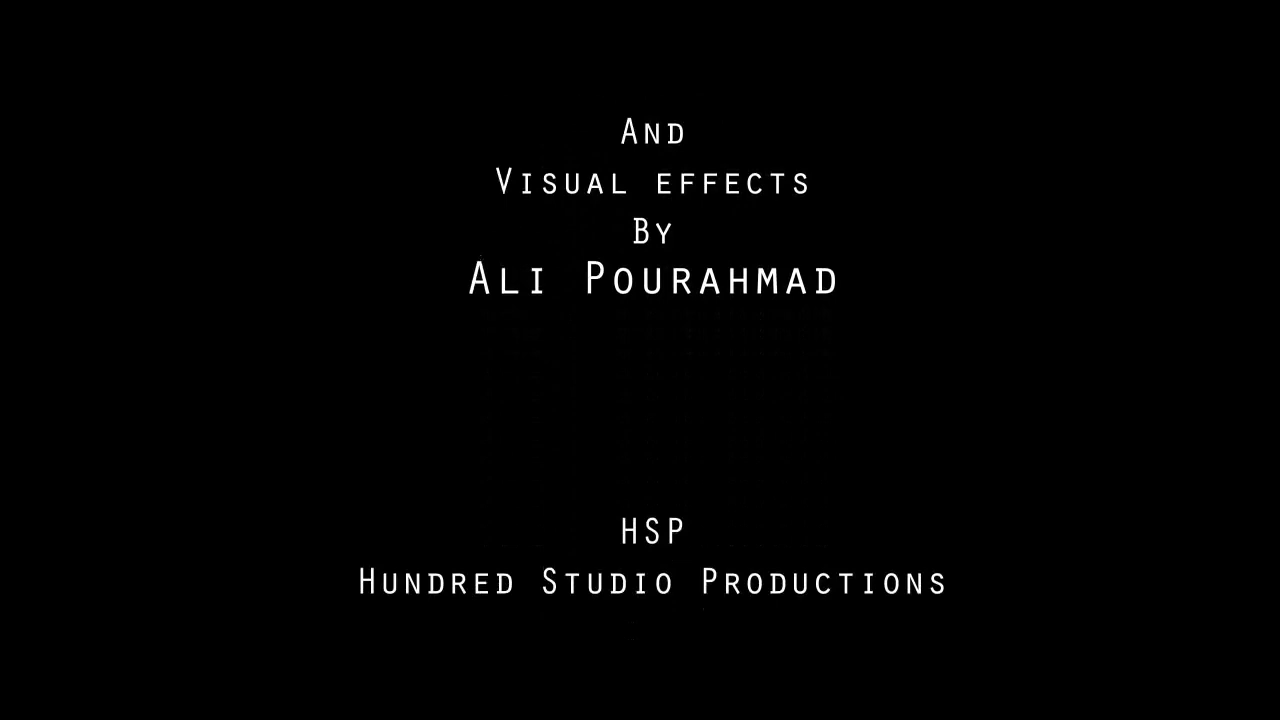 And
Visual effects
By
Ali Pourahmad
HSP
Hundred Studio Productions